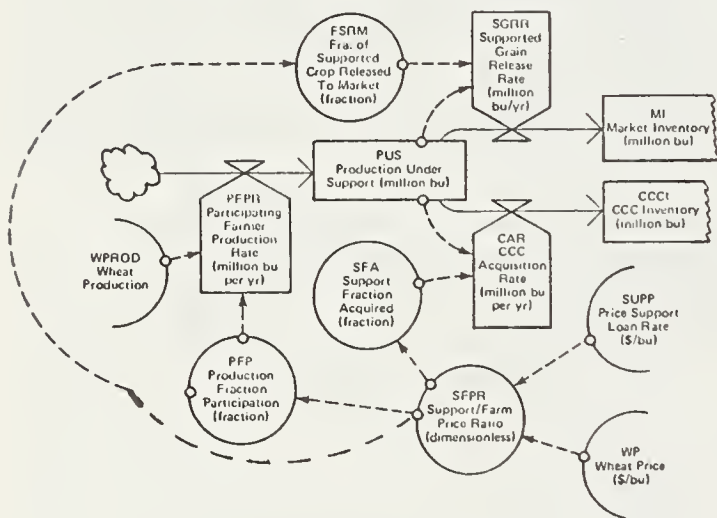 FSRM
Fra. of
Supported
Crop Released
To Market
(fraction)
SGRR
Supported
Grain
Release
Rate
(million
bu/yr)
MI
Market Inventory
(million bu)
PUS
Production Under
Support (million bu)
CCCt
CCC Inventory
(million bu)
PFPR
Participating
Farmer
Production
Rate
(million bu
per yr)
WPROD
Wheat
Production
SFA
Support
Fraction
Acquired
(fraction)
CAR
CCC
Acquisition
Rate
(million bu
per yr)
SUPP
Price Support
Loan Rate
($/bu)
PFP
Production
Fraction
Participation
(fraction)
SFPR
Support/Farm
Price Ratio
(dimensionless)
WP
Wheat Price
($/bu)